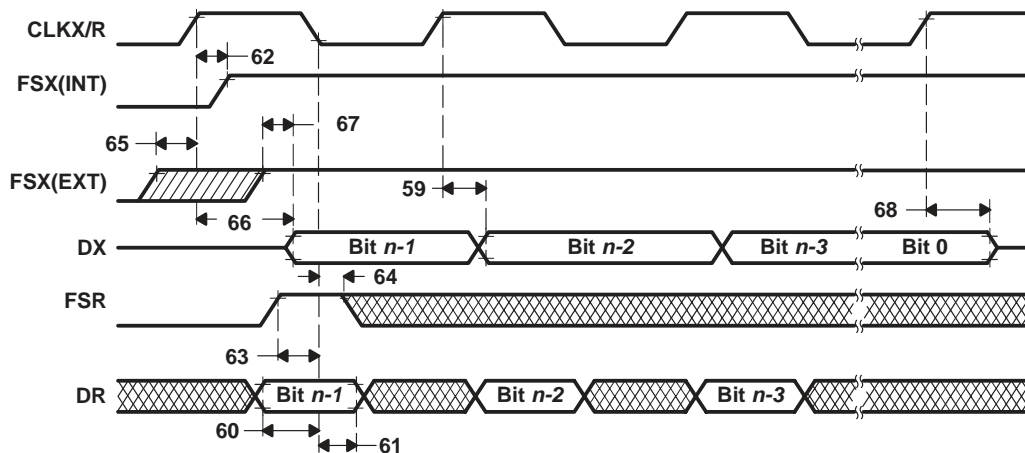 CLKX/R
62
FSX(INT)
67
65
FSX(EXT)
59
66
68
DX
Bit n-1
Bit n-2
Bit n-3
Bit 0
64
FSR
63
DR
Bit n-1
Bit n-2
Bit n-3
60
61